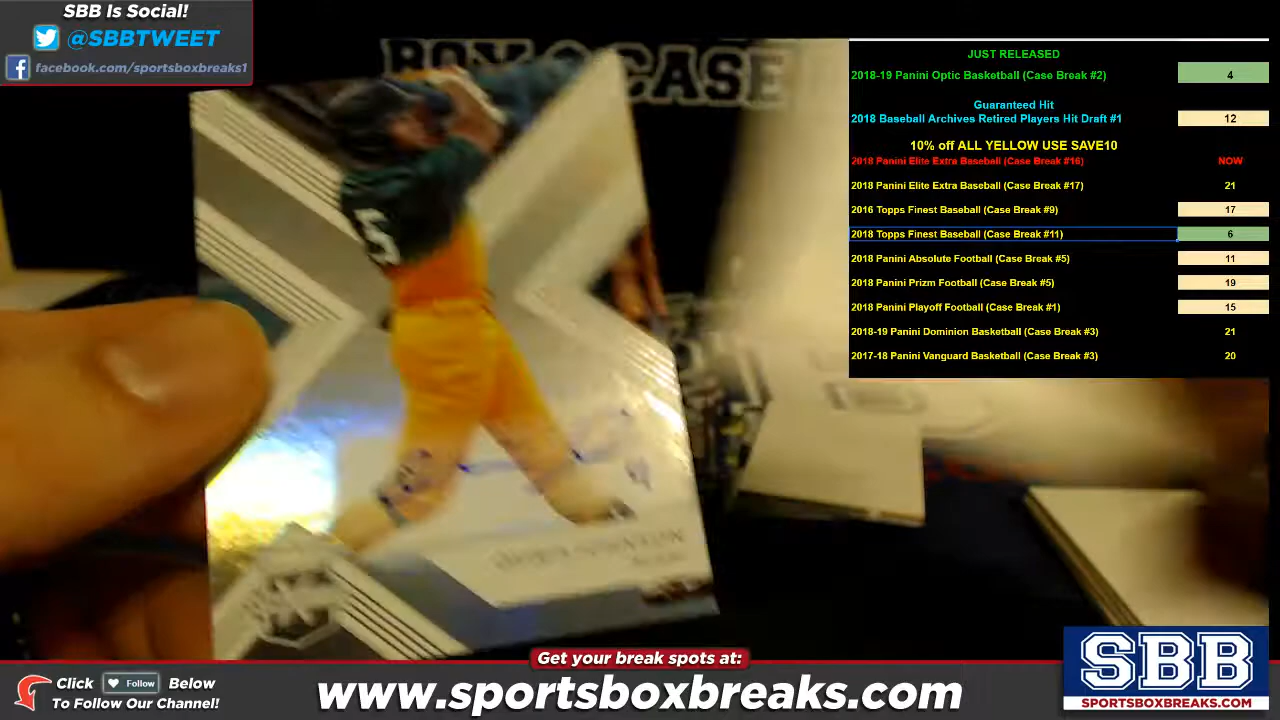 SBB Is Social!
@SBBTWEET
facebook.com/sportsboxbreaks1
BOX CASE
JUST RELEASED
2018-19 Panini Optic Basketball (Case Break #2) 4
Guaranteed Hit
2018 Baseball Archives Retired Players Hit Draft #1 12
10% off ALL YELLOW USE SAVE10
2018 Panini Elite Extra Baseball (Case Break #16) NOW
2018 Panini Elite Extra Baseball (Case Break #17) 21
2016 Topps Finest Baseball (Case Break #9) 17
2018 Topps Finest Baseball (Case Break #11) 6
2018 Panini Absolute Football (Case Break #5) 11
2018 Panini Prizm Football (Case Break #5) 19
2018 Panini Playoff Football (Case Break #1) 15
2018-19 Panini Dominion Basketball (Case Break #3) 21
2017-18 Panini Vanguard Basketball (Case Break #3) 20
5
Get your break spots at:
Click Follow Below
To Follow Our Channel!
www.sportsboxbreaks.com
SBB
SPORTSBOXBREAKS.COM